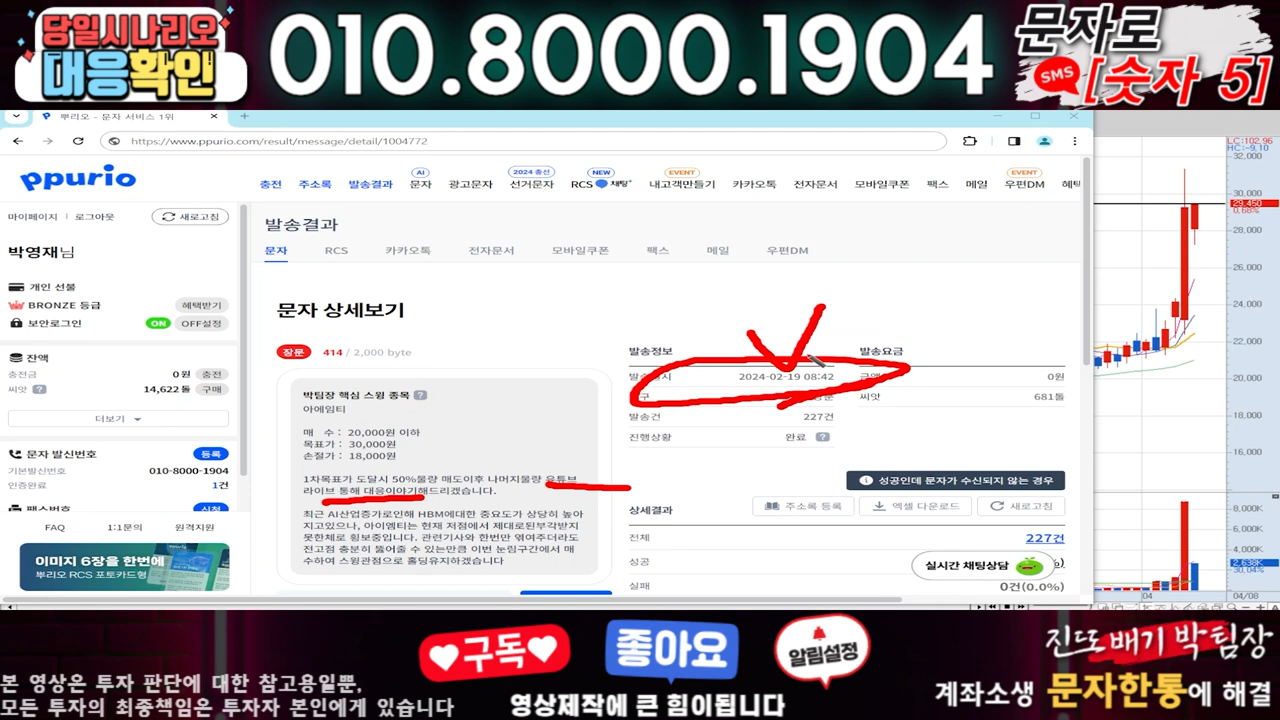 당일시나리오
대응확인
010.8000.1904
문자로
SMS
[숫자 5]
뿌리오 - 문자 서비스 1위
https://www.ppurio.com/result/message/detail/1004772
ppurio
충전
주소록
발송결과
AI
문자
광고문자
2024 총선
선거문자
NEW
RCS
채팅+
EVENT
내고객만들기
카카오톡
전자문서
모바일쿠폰
팩스
메일
EVENT
우편DM
마이페이지 | 로그아웃
새로고침
박영재님
개인 선불
BRONZE 등급
혜택받기
보안로그인
ON
OFF설정
잔액
충전금
0원
충전
씨앗 ?
14,622톨
구매
더보기
문자 발신번호
등록
기본발신번호
010-8000-1904
인증완료
1건
FAQ
1:1문의
원격지원
이미지 6장을 한번에
뿌리오 RCS 포토카드형
발송결과
문자
RCS
카카오톡
전자문서
모바일쿠폰
팩스
메일
우편DM
문자 상세보기
장문
414 / 2,000 byte
박팀장 핵심 스윙 종목 ?
아에임티
매 수 : 20,000원 이하
목표가 : 30,000원
손절가 : 18,000원
1차목표가 도달시 50%물량 매도이후 나머지물량 유튜브
라이브 통해 대응이야기해드리겠습니다.
최근 AI산업증가로인해 HBM에대한 중요도가 상당히 높아
지고있으나, 아이엠티는 현재 저점에서 제대로된부각받지
못한체로 횡보중입니다. 관련기사와 한번만 엮여주더라도
전고점 충분히 뚫어줄 수 있는만큼 이번 눌림구간에서 매
수하여 스윙관점으로 홀딩유지하겠습니다
발송정보
2024-02-19 08:42
발송건
227건
진행상황
완료 ?
발송요금
0원
씨앗
681톨
성공인데 문자가 수신되지 않는 경우
상세결과
주소록 등록
엑셀 다운로드
새로고침
전체
227건
성공
실시간 채팅상담
실패
0건(0.0%)
LC:102.96
HC:-9.10
32,000
30,000
29,450
0.68%
28,000
26,000
24,000
22,000
20,000
18,000
16,000
8,000K
6,000K
4,000K
2,638K
30.04%
04
04/08
구독
좋아요
알림설정
영상제작에 큰 힘이됩니다
본 영상은 투자 판단에 대한 참고용일뿐,
모든 투자의 최종책임은 투자자 본인에게 있습니다
진또배기 박팀장
계좌소생 문자한통에 해결